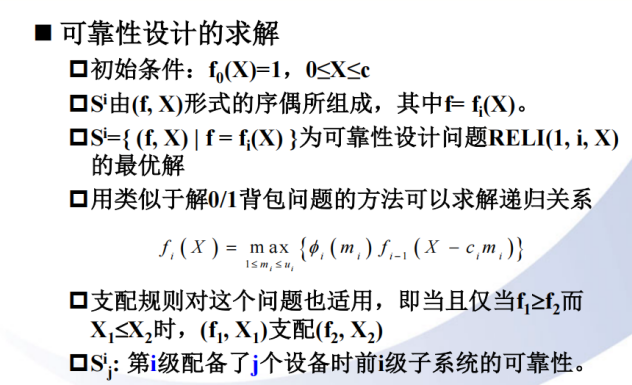 ■ 可靠性设计的求解
初始条件：f₀(X)=1，0≤X≤c
Sⁱ由(f, X)形式的序偶所组成，其中f= fᵢ(X)。
Sⁱ={ (f, X) | f = fᵢ(X) }为可靠性设计问题RELI(1, i, X)
的最优解
用类似于解0/1背包问题的方法可以求解递归关系
fᵢ(X) = max {ϕᵢ(mᵢ) fᵢ₋₁(X − cᵢmᵢ)}
1≤mᵢ≤uᵢ
支配规则对这个问题也适用，即当且仅当f₁≥f₂而
X₁≤X₂时，(f₁, X₁)支配(f₂, X₂)
Sⁱⱼ: 第i级配备了j个设备时前i级子系统的可靠性。